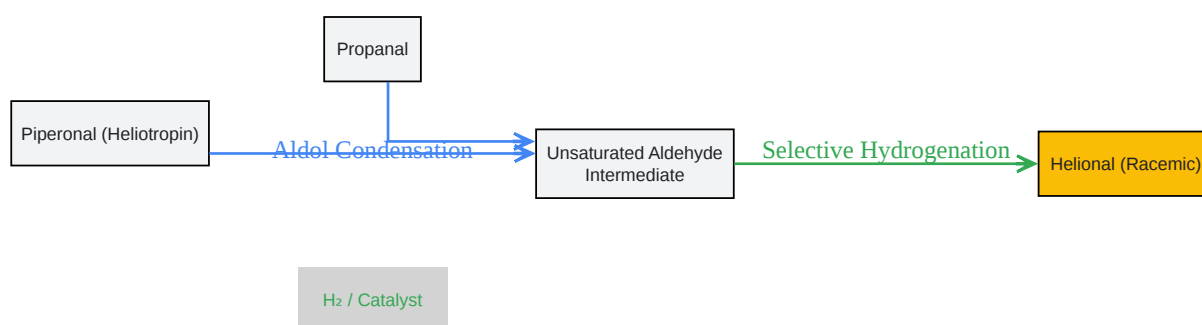 Propanal
Piperonal (Heliotropin)
Aldol Condensation
Unsaturated Aldehyde
Intermediate
Selective Hydrogenation
Helional (Racemic)
H₂ / Catalyst